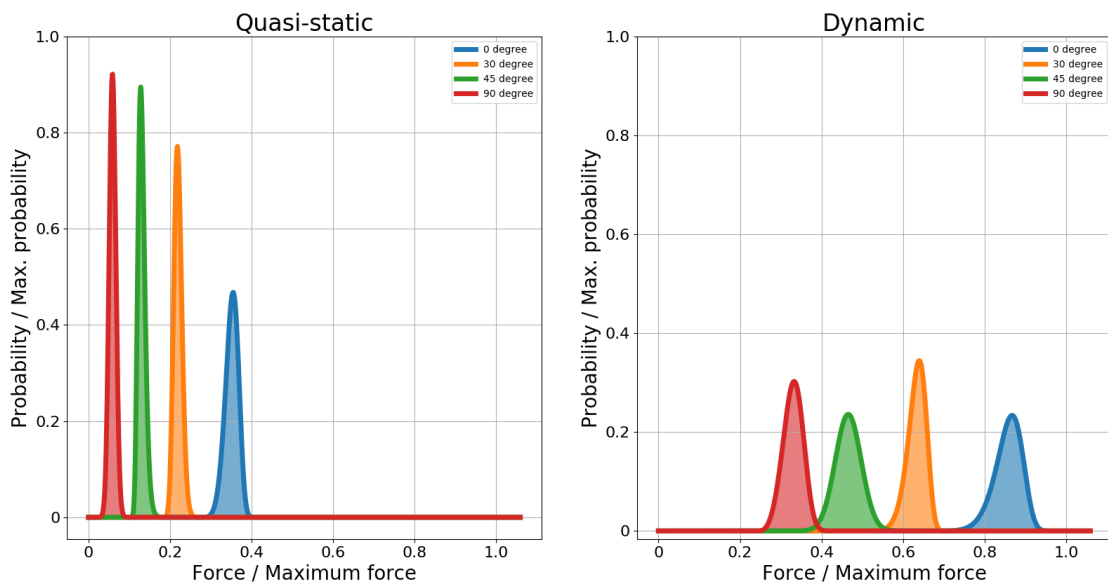 Quasi-static
1.0
0.8
0.6
0.4
0.2
0
0 0.2 0.4 0.6 0.8 1.0
Probability / Max. probability
Force / Maximum force
0 degree
30 degree
45 degree
90 degree
Dynamic
1.0
0.8
0.6
0.4
0.2
0
0 0.2 0.4 0.6 0.8 1.0
Probability / Max. probability
Force / Maximum force
0 degree
30 degree
45 degree
90 degree